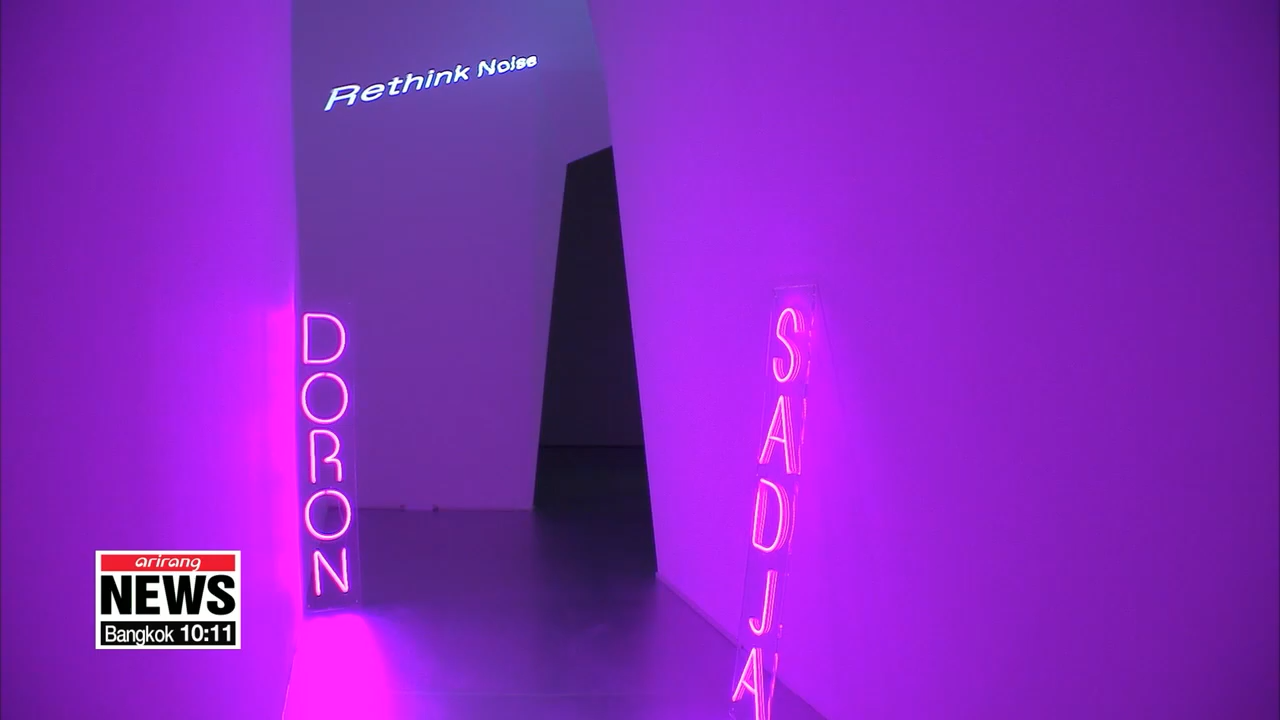 Rethink Noise
DORON
SADJA
arirang
NEWS
Bangkok 10:11